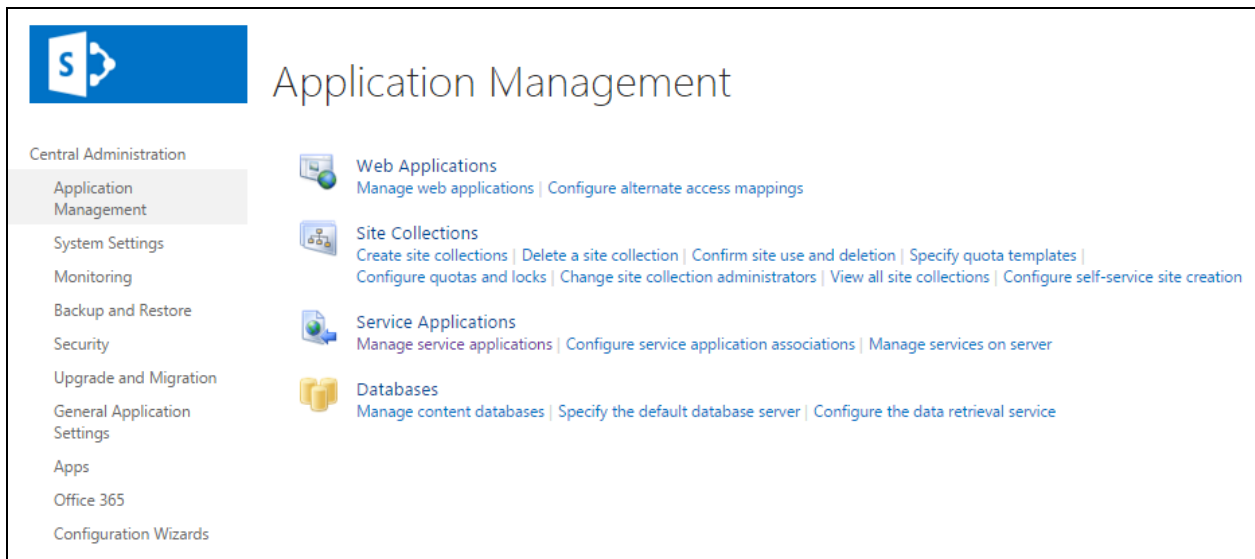 S
Application Management
Central Administration
Application
Management
System Settings
Monitoring
Backup and Restore
Security
Upgrade and Migration
General Application
Settings
Apps
Office 365
Configuration Wizards
Web Applications
Manage web applications | Configure alternate access mappings
Site Collections
Create site collections | Delete a site collection | Confirm site use and deletion | Specify quota templates |
Configure quotas and locks | Change site collection administrators | View all site collections | Configure self-service site creation
Service Applications
Manage service applications | Configure service application associations | Manage services on server
Databases
Manage content databases | Specify the default database server | Configure the data retrieval service